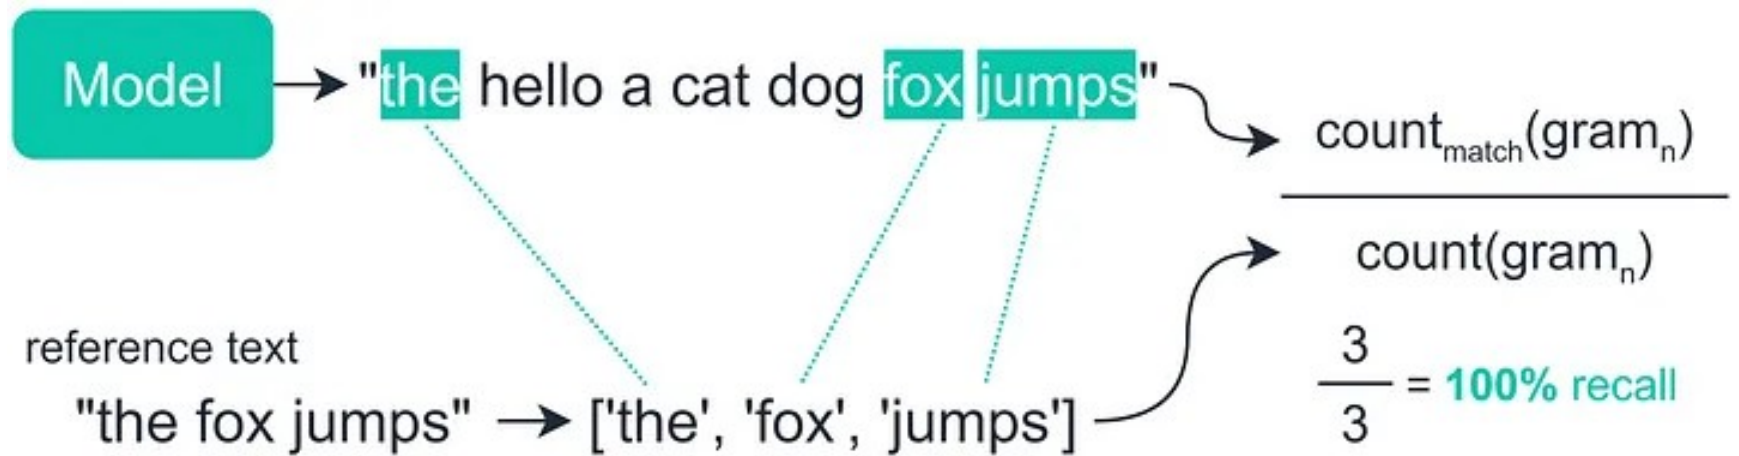 Model
"the hello a cat dog fox jumps"
count_match(gram_n)
count(gram_n)
reference text
"the fox jumps"
['the', 'fox', 'jumps']
3
3
= 100% recall